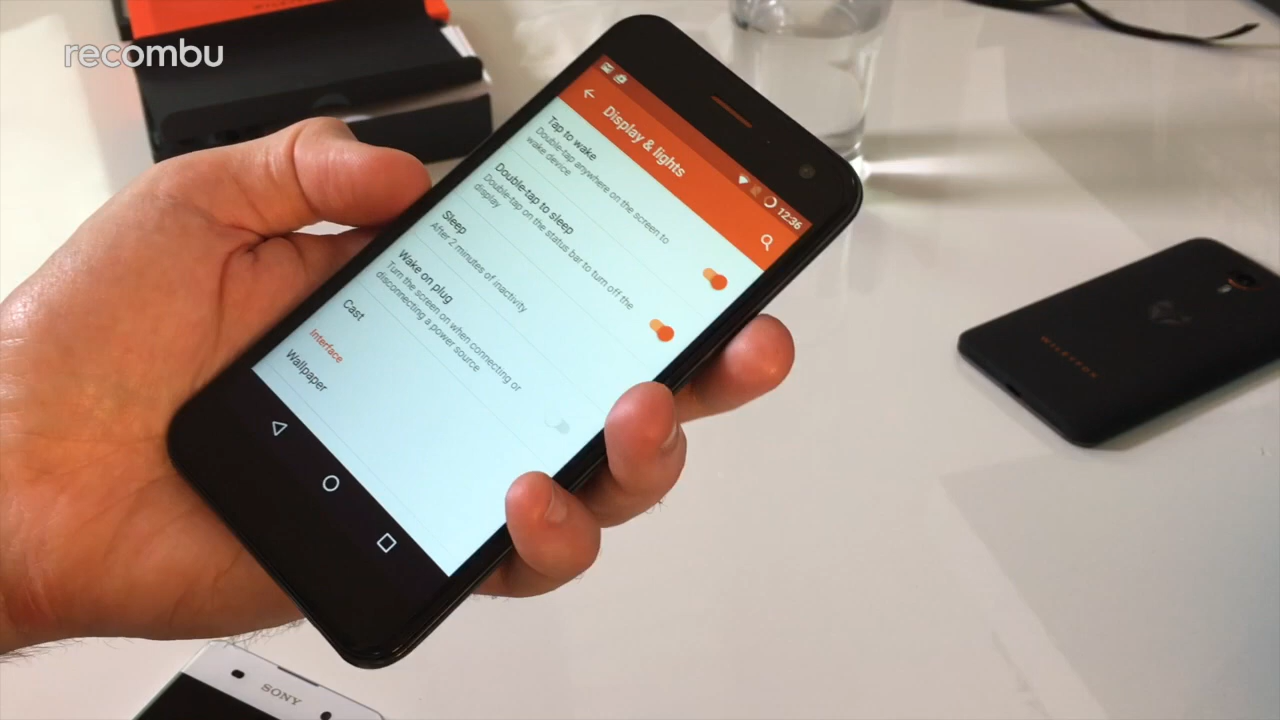 WILEYFOX
recombu
12:36
Display & lights
Tap to wake
Double-tap anywhere on the screen to
wake device.
Double-tap to sleep
Double-tap on the status bar to turn off the
display
Sleep
After 2 minutes of inactivity
Wake on plug
Turn the screen on when connecting or
disconnecting a power source
Cast
Interface
Wallpaper
WILEYFOX
SONY